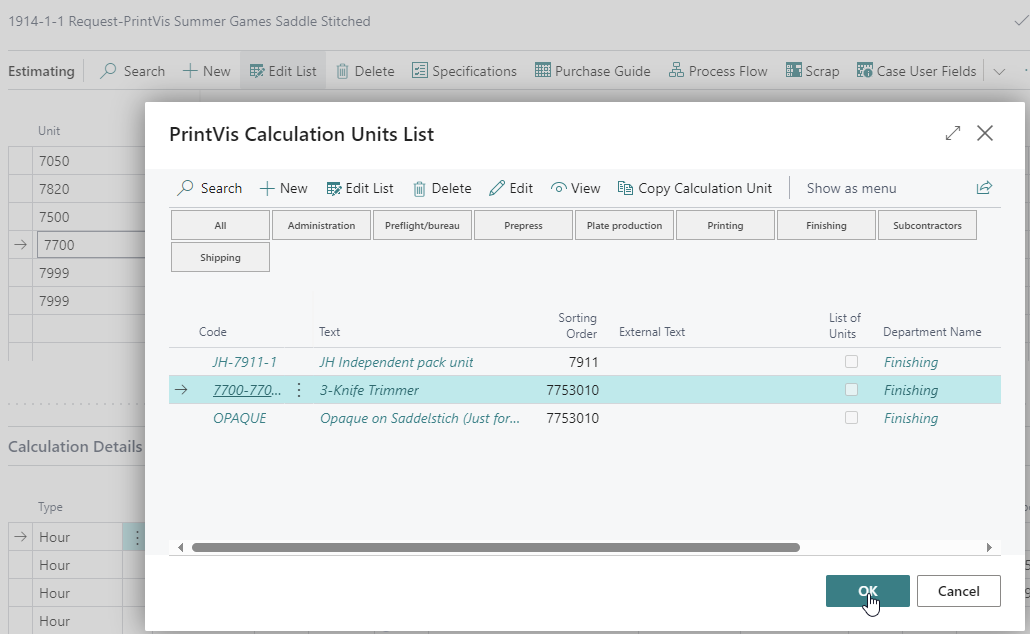 1914-1-1 Request-PrintVis Summer Games Saddle Stitched
Estimating Search New Edit List Delete Specifications Purchase Guide Process Flow Scrap Case User Fields
Unit
7050
7820
7500
7700
7999
7999
Calculation Details
Type
Hour
Hour
Hour
Hour
PrintVis Calculation Units List
Search New Edit List Delete Edit View Copy Calculation Unit Show as menu
All Administration Preflight/bureau Prepress Plate production Printing Finishing Subcontractors
Shipping
Code Text Sorting Order External Text List of Units Department Name
JH-7911-1 JH Independent pack unit 7911 Finishing
7700-770... 3-Knife Trimmer 7753010 Finishing
OPAQUE Opaque on Saddelstich (Just for... 7753010 Finishing
OK Cancel